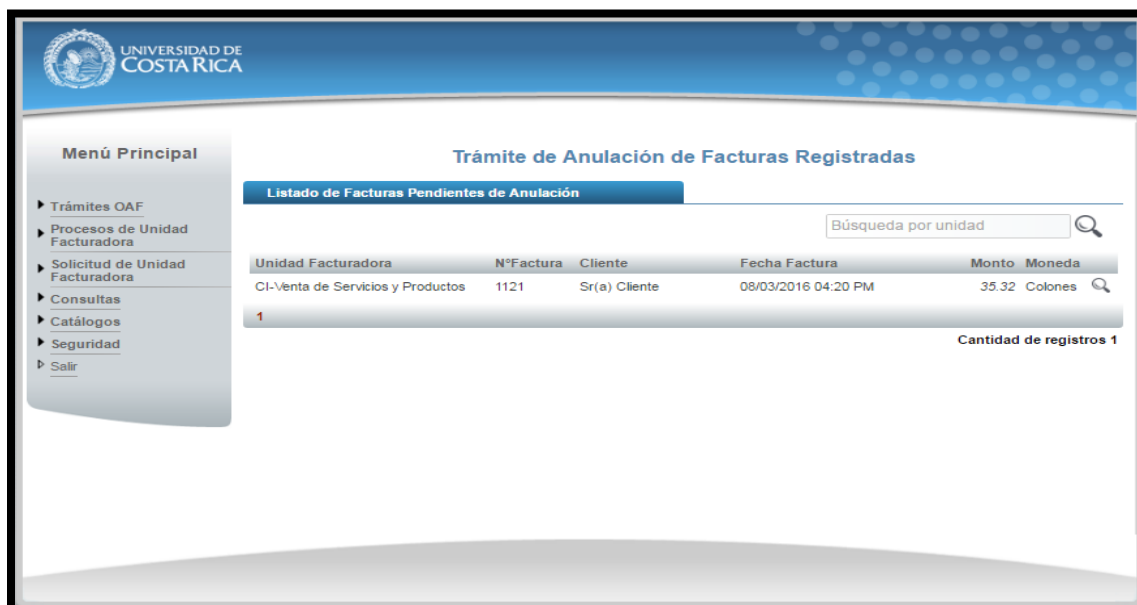 UNIVERSIDAD DE
COSTA RICA
Menú Principal
Trámites OAF
Procesos de Unidad
Facturadora
Solicitud de Unidad
Facturadora
Consultas
Catálogos
Seguridad
Salir
Trámite de Anulación de Facturas Registradas
Listado de Facturas Pendientes de Anulación
Búsqueda por unidad
Unidad Facturadora N°Factura Cliente Fecha Factura Monto Moneda
CI-Venta de Servicios y Productos 1121 Sr(a) Cliente 08/03/2016 04:20 PM 35.32 Colones
1
Cantidad de registros 1